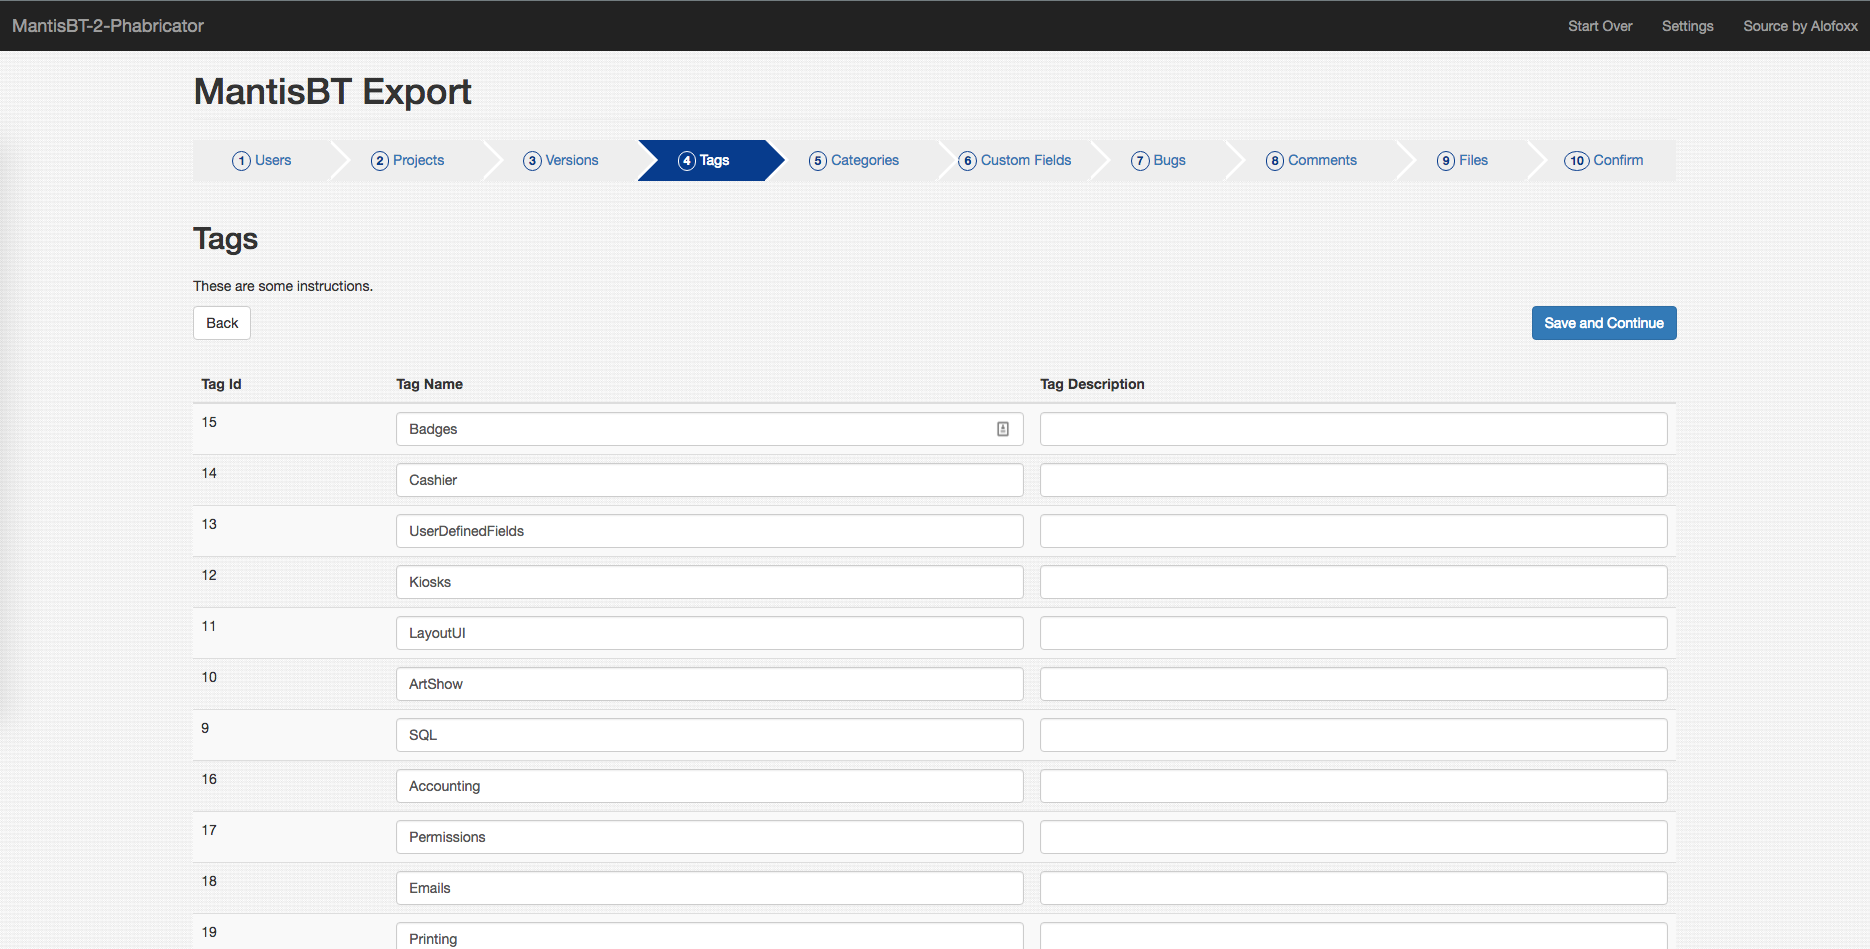 MantisBT-2-Phabricator Start Over Settings Source by Alofoxx
MantisBT Export
1 Users 2 Projects 3 Versions 4 Tags 5 Categories 6 Custom Fields 7 Bugs 8 Comments 9 Files 10 Confirm
Tags
These are some instructions.
Back Save and Continue
Tag Id Tag Name Tag Description
15 Badges
14 Cashier
13 UserDefinedFields
12 Kiosks
11 LayoutUI
10 ArtShow
9 SQL
16 Accounting
17 Permissions
18 Emails
19 Printing